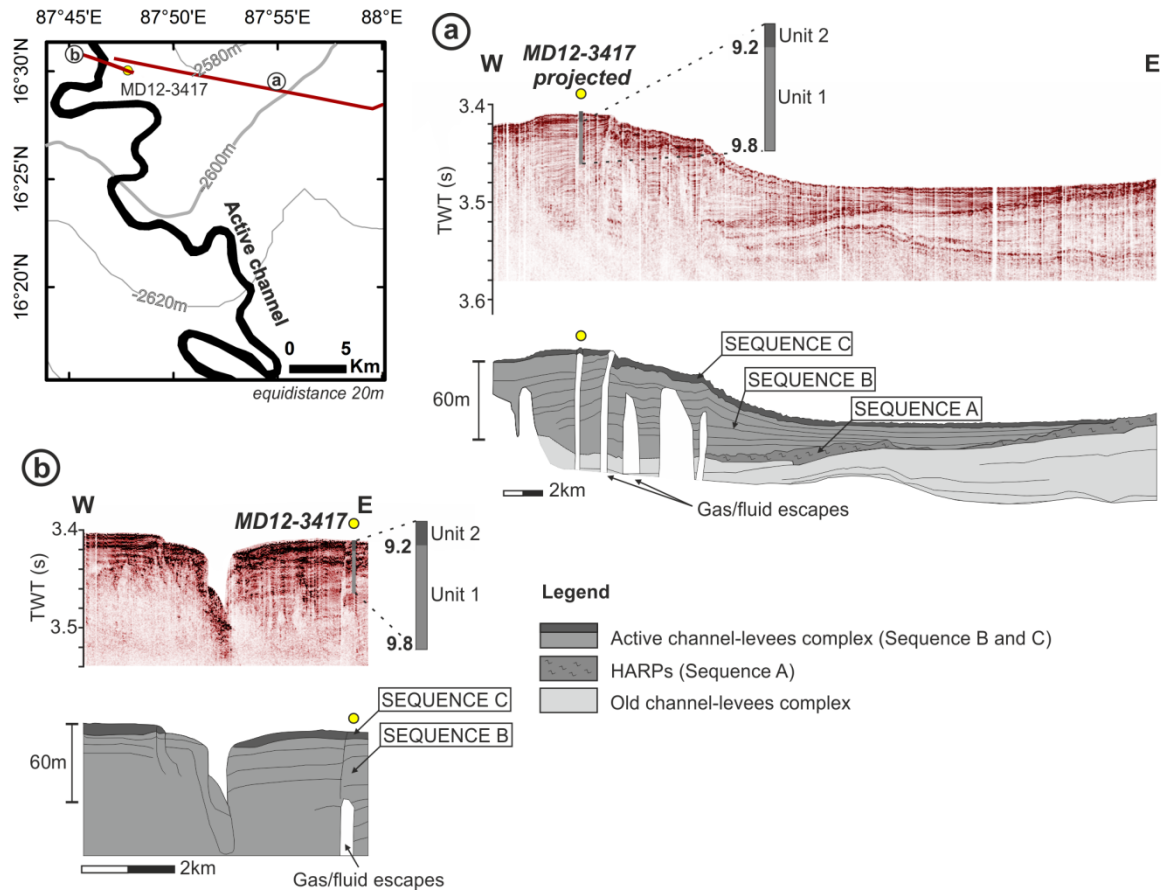 87°45'E 87°50'E 87°55'E 88°E
16°30'N
16°25'N
16°20'N
b
a
-2580m
MD12-3417
-2600m
Active channel
-2620m
0 5
Km
equidistance 20m
a
W
E
MD12-3417
projected
9.2
Unit 2
Unit 1
9.8
3.4
3.5
3.6
TWT (s)
SEQUENCE C
SEQUENCE B
SEQUENCE A
60m
2km
Gas/fluid escapes
b
W
E
MD12-3417
3.4
3.5
TWT (s)
9.2
Unit 2
Unit 1
9.8
SEQUENCE C
SEQUENCE B
60m
2km
Gas/fluid escapes
Legend
Active channel-levees complex (Sequence B and C)
HARPs (Sequence A)
Old channel-levees complex